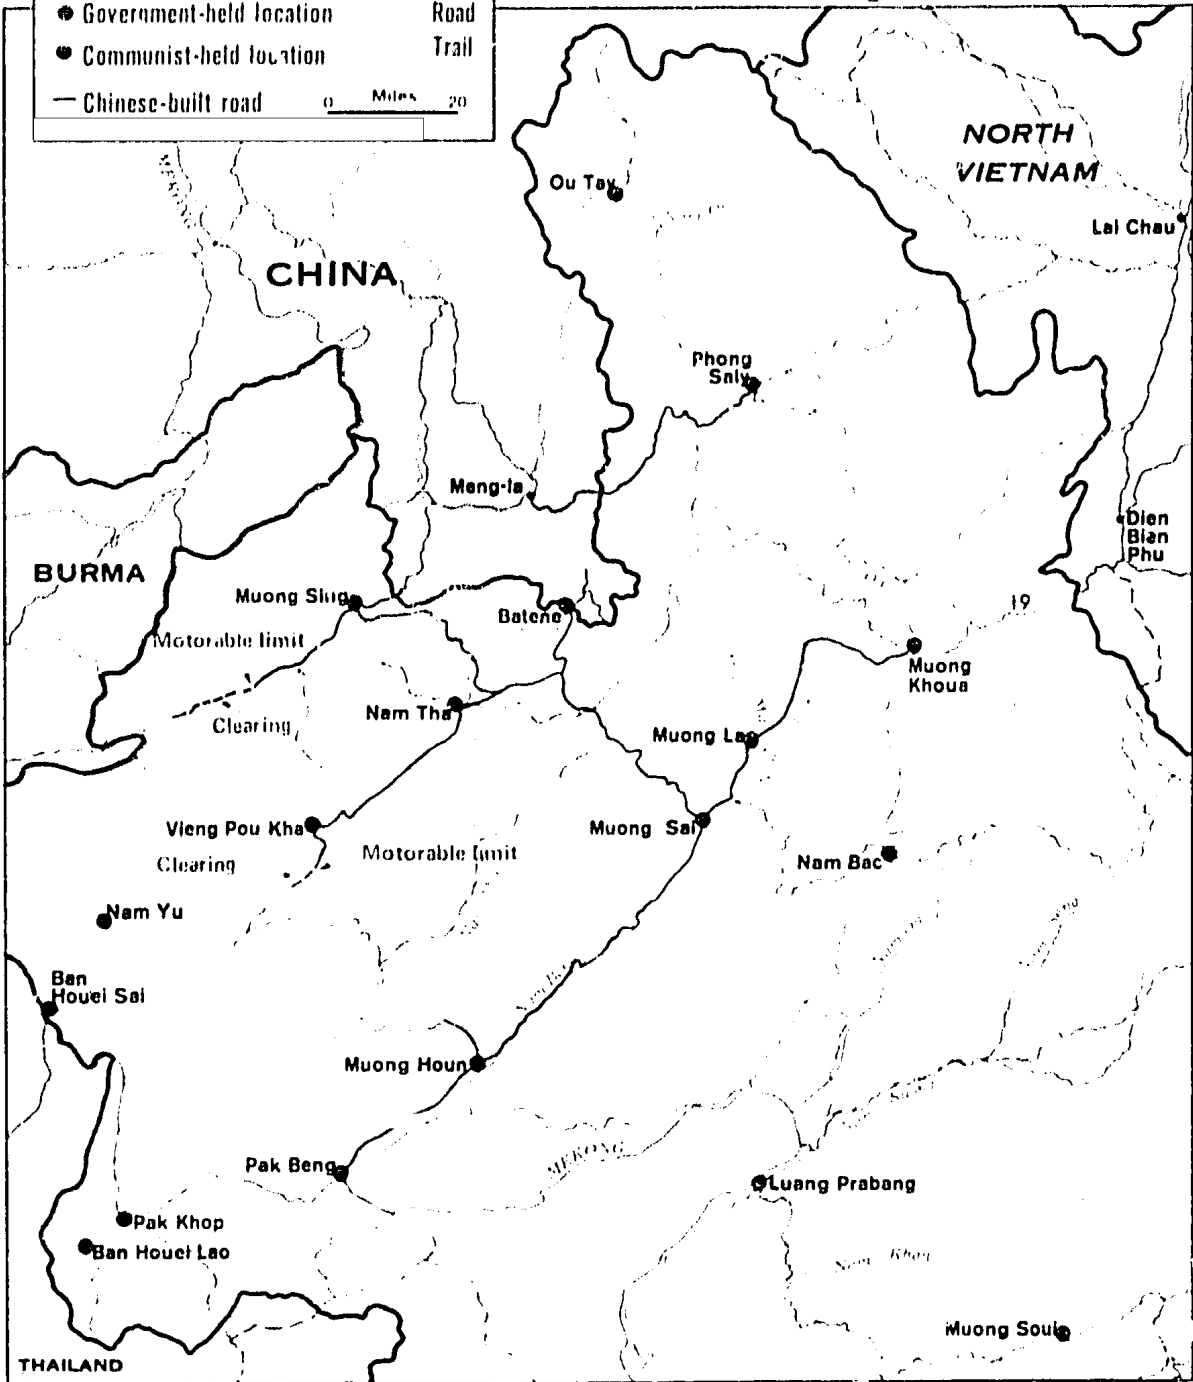 Government-held location
Road
Communist-held location
Trail
Chinese-built road
0 Miles 20
NORTH
VIETNAM
Ou Tay
Lai Chau
CHINA
Phong
Saly
Meng-la
Dien
Bien
Phu
BURMA
Muong Sing
Batene
19
Motorable limit
Muong
Khoua
Clearing
Nam Tha
Muong La
Vieng Pou Kha
Muong Sai
Motorable limit
Clearing
Nam Bac
Nam Yu
Ban
Houei Sai
Muong Houn
MEKONG
Pak Beng
Luang Prabang
Pak Khop
Ban Houei Lao
Nam Khan
Muong Soui
THAILAND